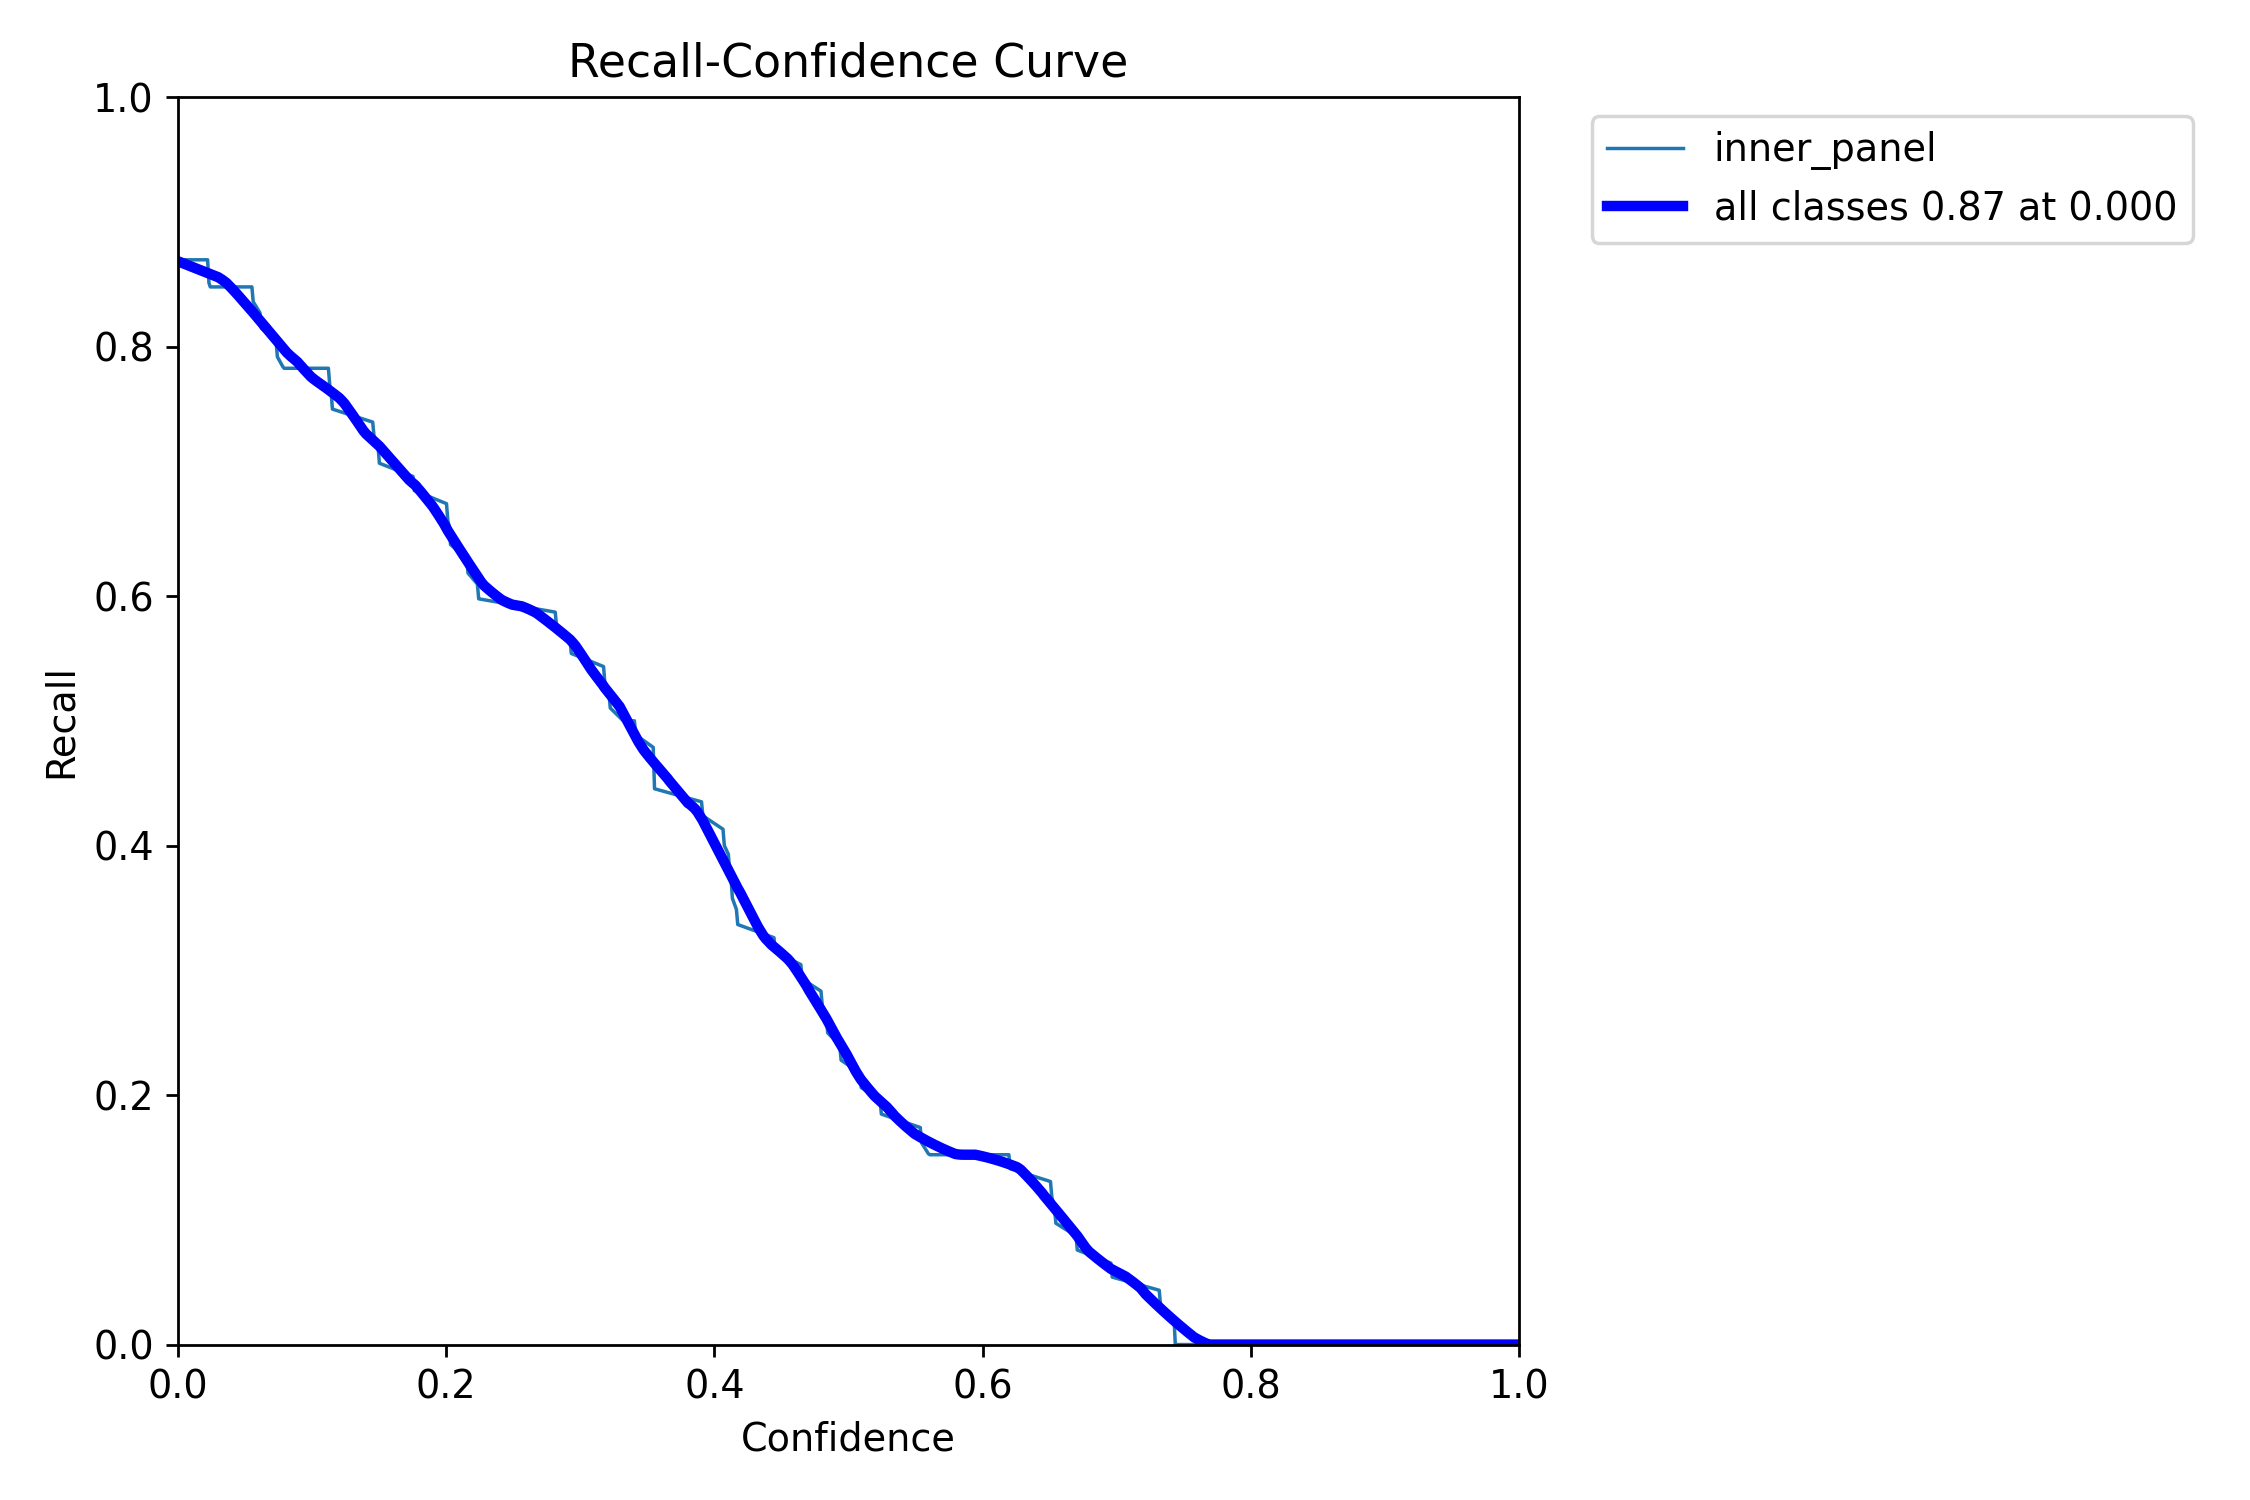 Recall-Confidence Curve
1.0
0.8
0.6
0.4
0.2
0.0
Recall
0.0 0.2 0.4 0.6 0.8 1.0
Confidence
inner_panel
all classes 0.87 at 0.000